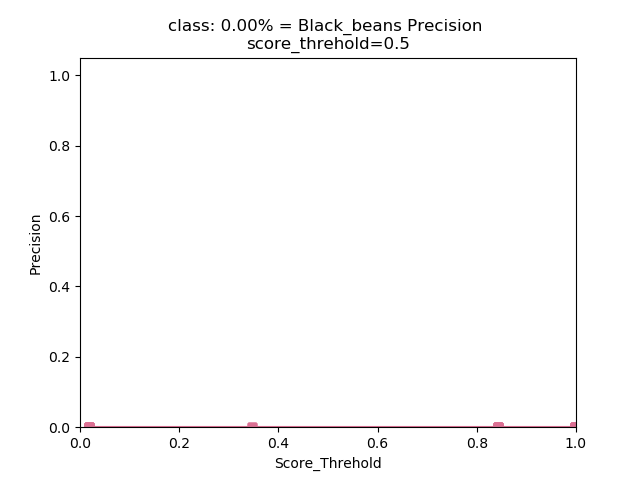 class: 0.00% = Black_beans Precision
score_threhold=0.5
1.0
0.8
0.6
0.4
0.2
0.0
Precision
0.0 0.2 0.4 0.6 0.8 1.0
Score_Threhold